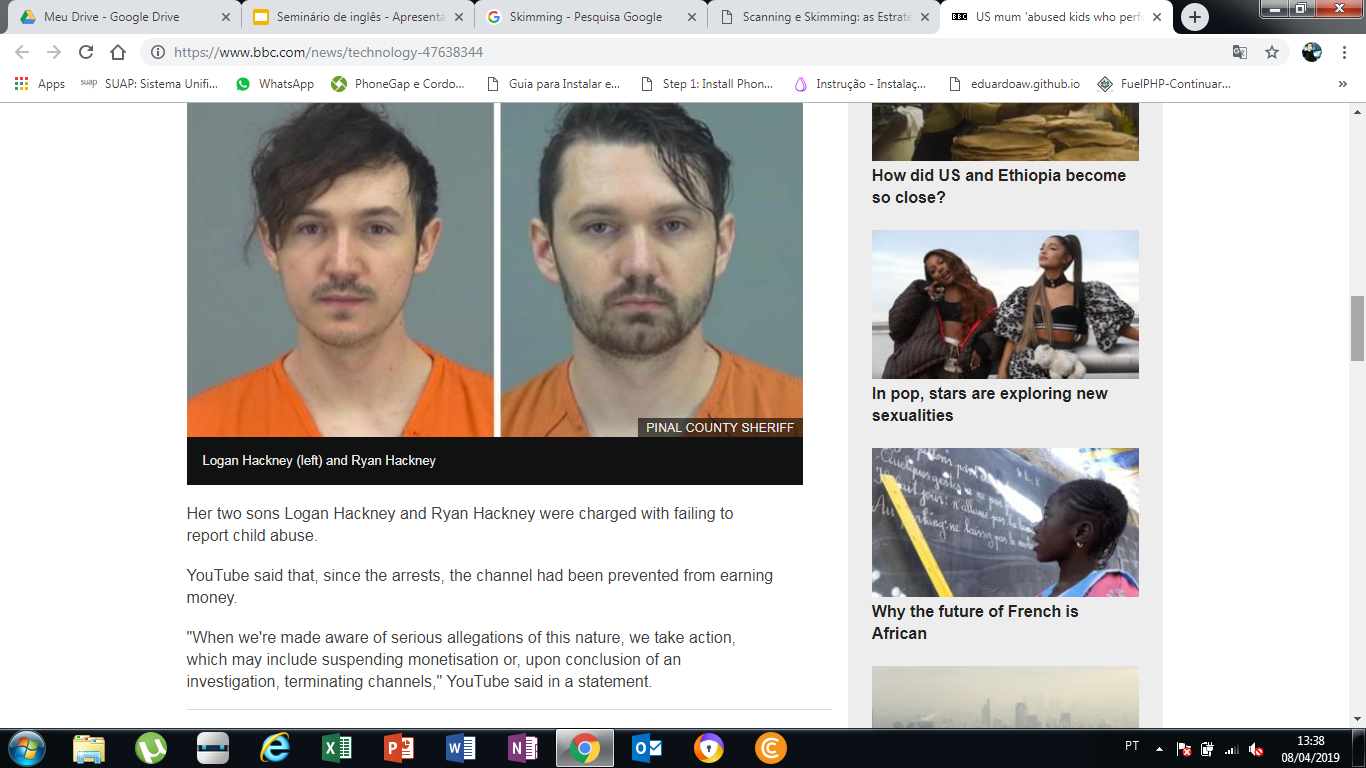 Meu Drive - Google Drive
Seminário de inglês - Apresenta
Skimming - Pesquisa Google
Scanning e Skimming: as Estraté
BBC US mum 'abused kids who perf
https://www.bbc.com/news/technology-47638344
Apps
suap SUAP: Sistema Unifi...
WhatsApp
PhoneGap e Cordo...
Guia para Instalar e...
Step 1: Install Phon...
Instrução - Instalaç...
eduardoaw.github.io
FuelPHP-Continuar...
»
PINAL COUNTY SHERIFF
Logan Hackney (left) and Ryan Hackney
Her two sons Logan Hackney and Ryan Hackney were charged with failing to
report child abuse.
YouTube said that, since the arrests, the channel had been prevented from earning
money.
"When we're made aware of serious allegations of this nature, we take action,
which may include suspending monetisation or, upon conclusion of an
investigation, terminating channels," YouTube said in a statement.
How did US and Ethiopia become
so close?
In pop, stars are exploring new
sexualities
Why the future of French is
African
PT
13:38
08/04/2019